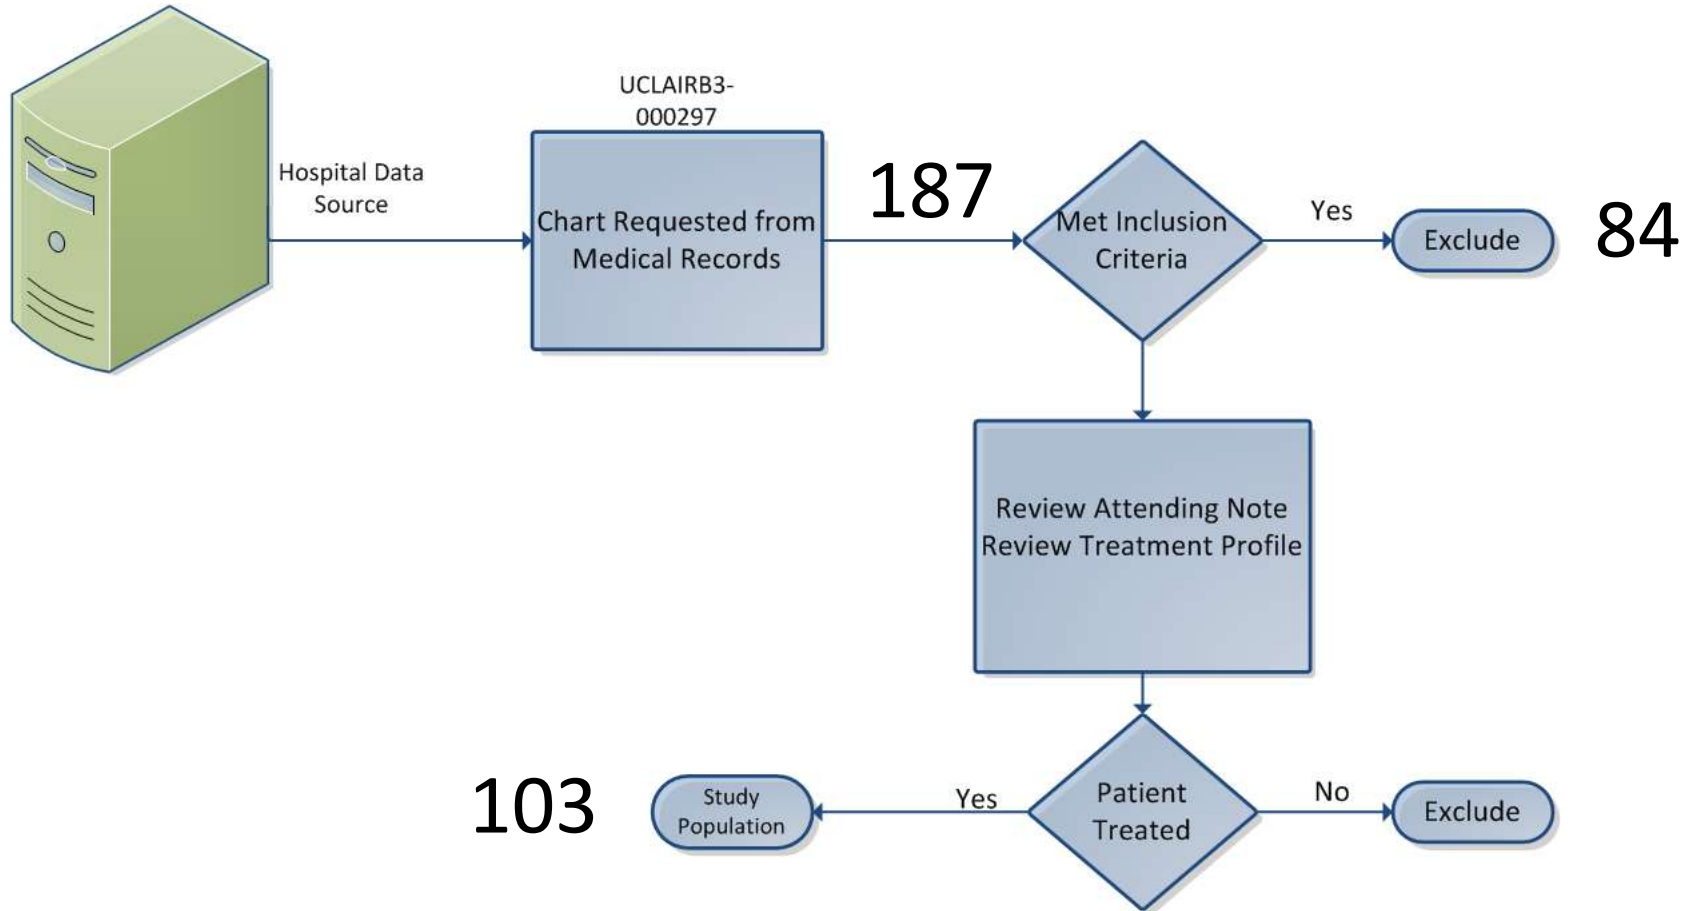 UCLAIRB3-
000297
Hospital Data
Source
Chart Requested from
Medical Records
187
Met Inclusion
Criteria
Yes
Exclude
84
Review Attending Note
Review Treatment Profile
103
Study
Population
Yes
Patient
Treated
No
Exclude